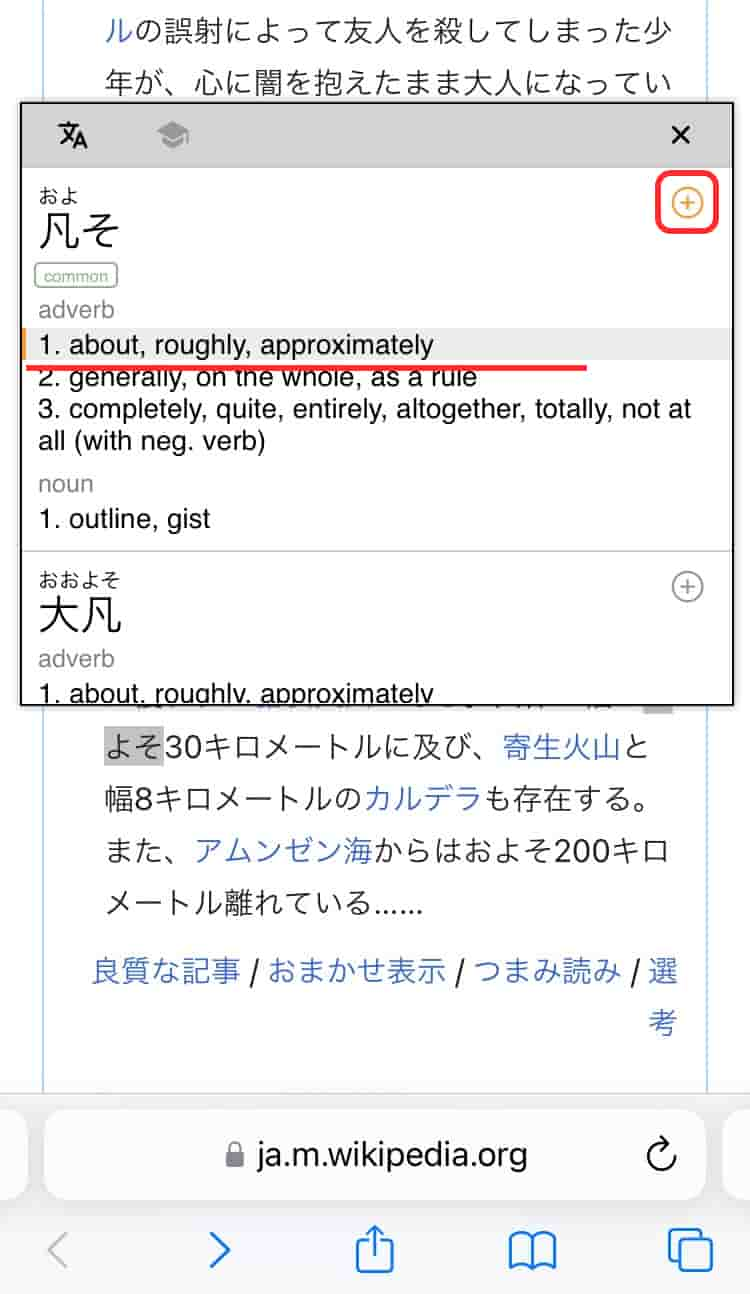 ルの誤射によって友人を殺してしまった少
年が、心に闇を抱えたまま大人になってい
およ
凡そ
common
adverb
1. about, roughly, approximately
2. generally, on the whole, as a rule
3. completely, quite, entirely, altogether, totally, not at
all (with neg. verb)
noun
1. outline, gist
おおよそ
大凡
adverb
1. about, roughly, approximately
よそ30キロメートルに及び、寄生火山と
幅8キロメートルのカルデラも存在する。
また、アムンゼン海からはおよそ200キロ
メートル離れている......
良質な記事 / おまかせ表示 / つまみ読み / 選
考
ja.m.wikipedia.org